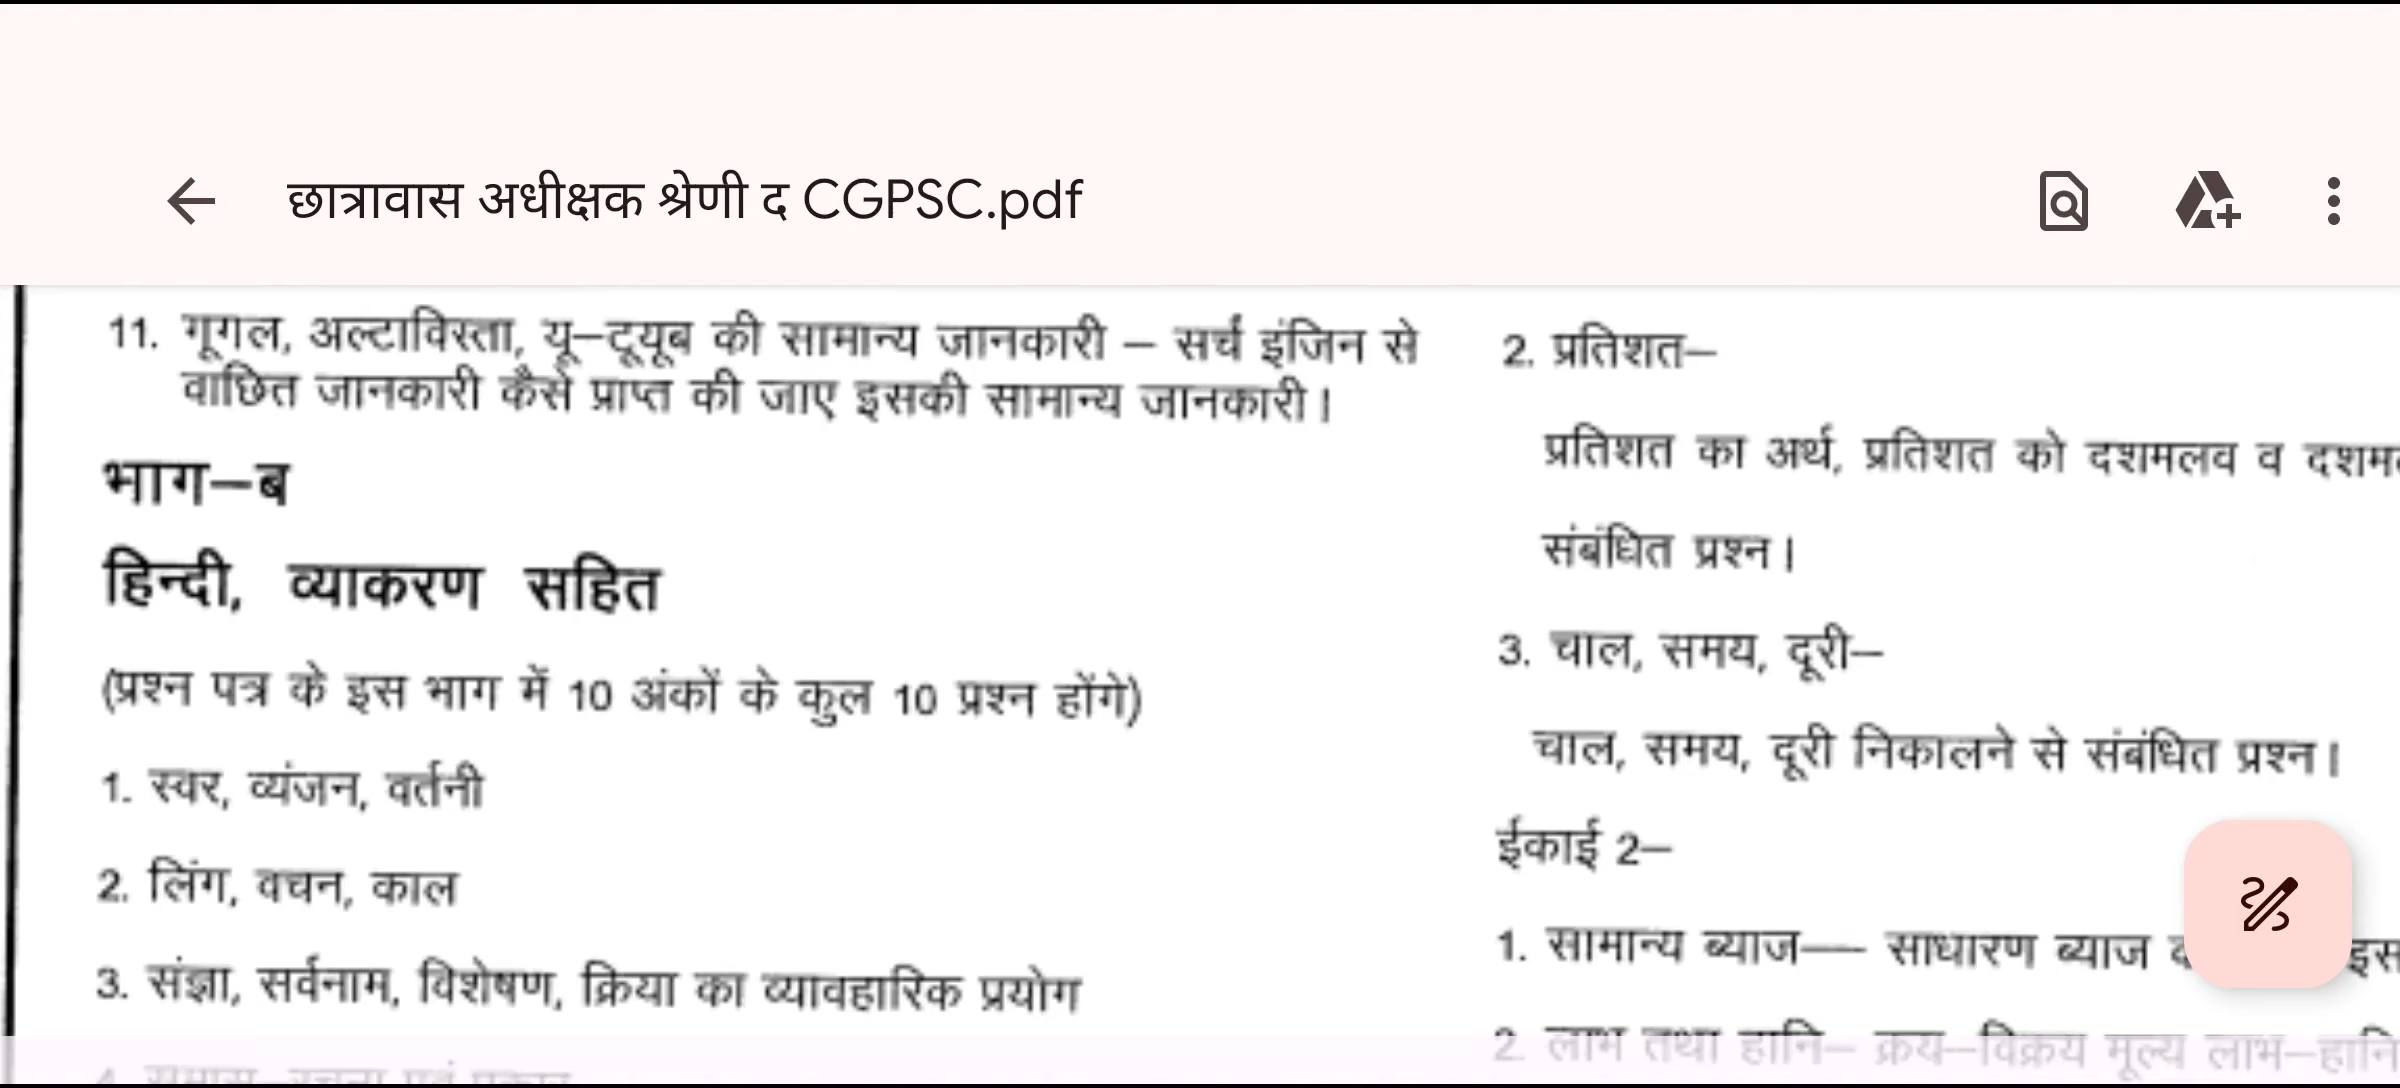 छात्रावास अधीक्षक श्रेणी द CGPSC.pdf
11. गूगल, अल्टाविस्ता, यू–टूयूब की सामान्य जानकारी – सर्च इंजिन से
वाछित जानकारी कैसे प्राप्त की जाए इसकी सामान्य जानकारी।
भाग–ब
हिन्दी, व्याकरण सहित
(प्रश्न पत्र के इस भाग में 10 अंकों के कुल 10 प्रश्न होंगे)
1. स्वर, व्यंजन, वर्तनी
2. लिंग, वचन, काल
3. संज्ञा, सर्वनाम, विशेषण, क्रिया का व्यावहारिक प्रयोग
2. प्रतिशत–
प्रतिशत का अर्थ, प्रतिशत को दशमलव व
संबंधित प्रश्न।
3. चाल, समय, दूरी–
चाल, समय, दूरी निकालने से संबंधित प्रश्न।
ईकाई 2–
1. सामान्य ब्याज–– साधारण ब्याज
2. लाभ तथा हानि– क्रय–विक्रय मूल्य लाभ–हानि